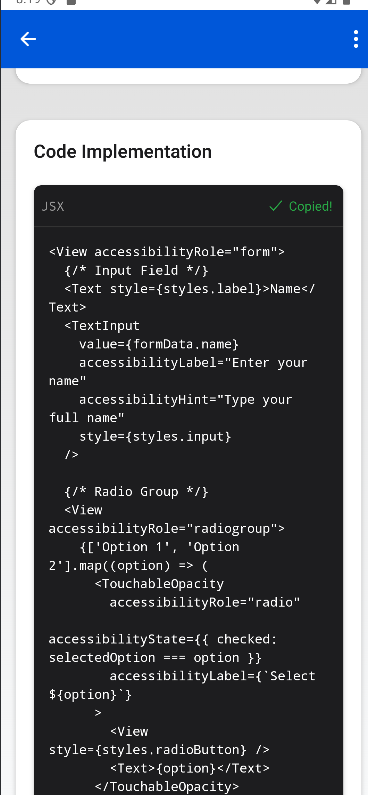 Code Implementation
JSX
Copied!
<View accessibilityRole="form">
{/* Input Field */}
<Text style={styles.label}>Name</
Text>
<TextInput
value={formData.name}
accessibilityLabel="Enter your
name"
accessibilityHint="Type your
full name"
style={styles.input}
/>
{/* Radio Group */}
<View
accessibilityRole="radiogroup">
{['Option 1', 'Option
2'].map((option) => (
<TouchableOpacity
accessibilityRole="radio"
accessibilityState={{ checked:
selectedOption === option }}
accessibilityLabel={`Select
${option}`}
>
<View
style={styles.radioButton} />
<Text>{option}</Text>
</TouchableOpacity>